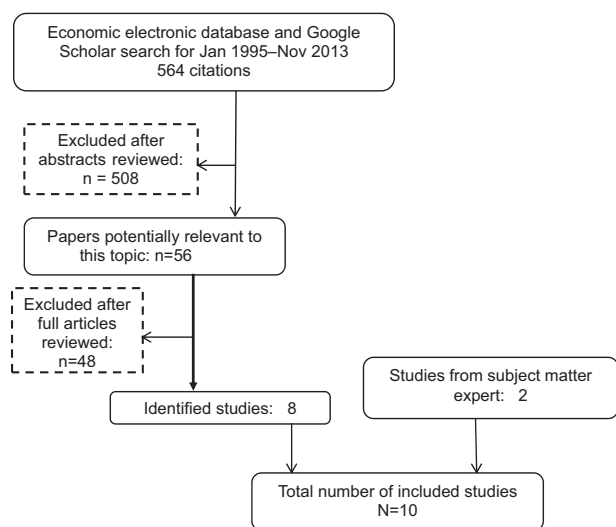 Economic electronic database and Google
Scholar search for Jan 1995–Nov 2013
564 citations
Excluded after
abstracts reviewed:
n = 508
Papers potentially relevant to
this topic: n=56
Excluded after
full articles
reviewed:
n=48
Studies from subject matter
expert: 2
Identified studies: 8
Total number of included studies
N=10